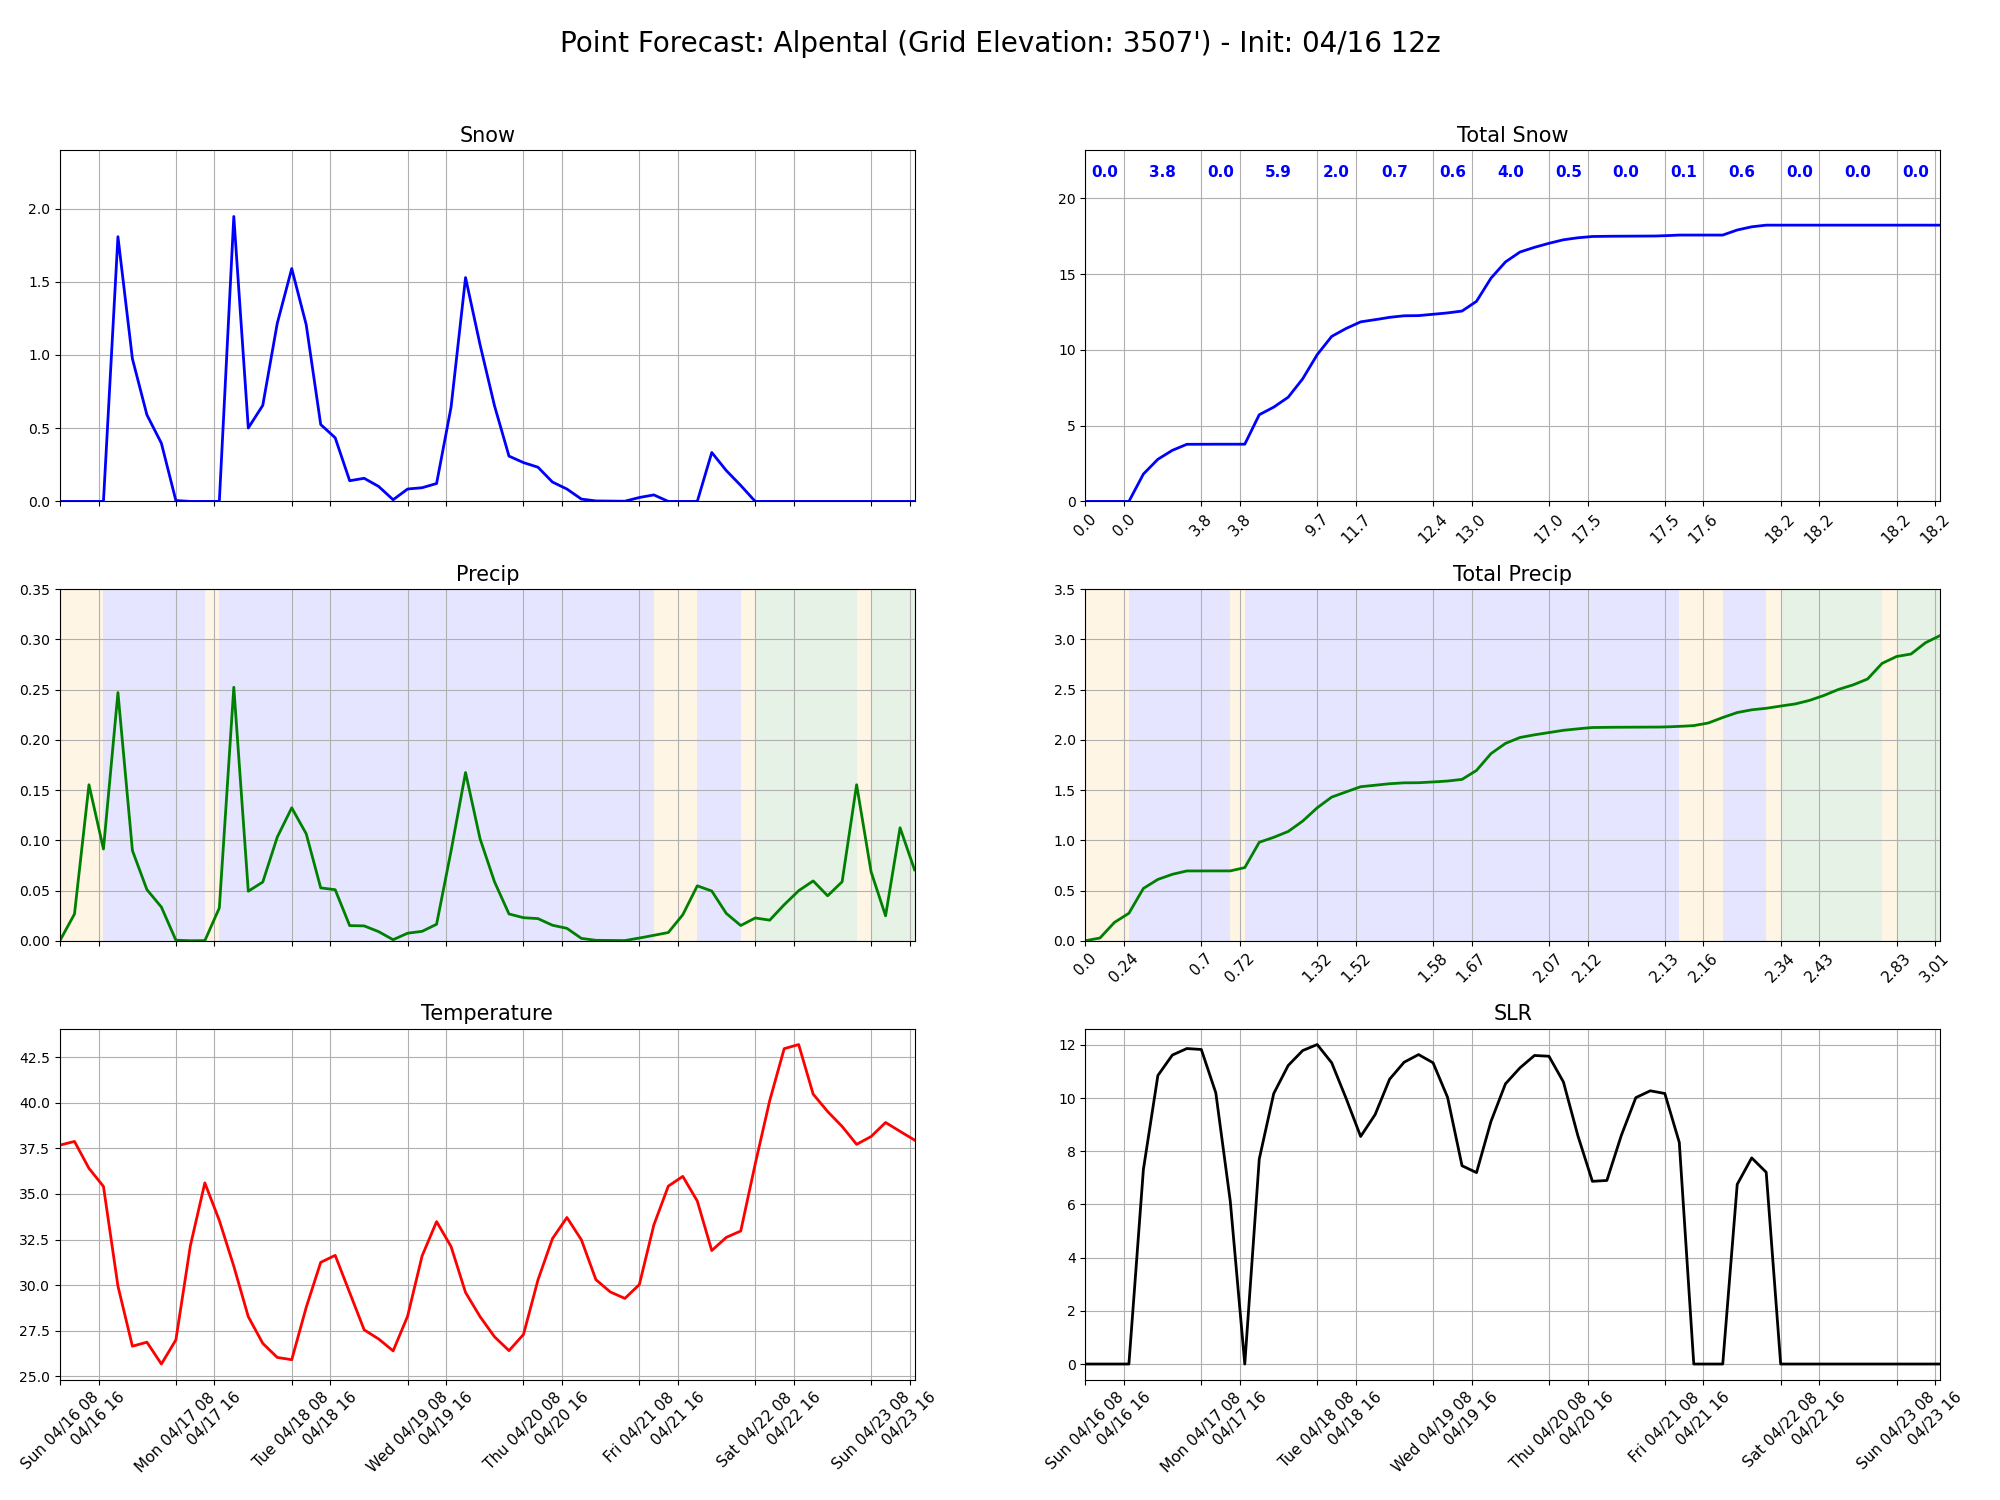 Point Forecast: Alpental (Grid Elevation: 3507') - Init: 04/16 12z
Snow
2.0
1.5
1.0
0.5
0.0
Total Snow
0.0 3.8 0.0 5.9 2.0 0.7 0.6 4.0 0.5 0.0 0.1 0.6 0.0 0.0 0.0
20
15
10
5
0
0.0 0.0 3.8 3.8 9.7 11.7 12.4 13.0 17.0 17.5 17.5 17.6 18.2 18.2 18.2 18.2
Precip
0.35
0.30
0.25
0.20
0.15
0.10
0.05
0.00
Total Precip
3.5
3.0
2.5
2.0
1.5
1.0
0.5
0.0
0.0 0.24 0.7 0.72 1.32 1.52 1.58 1.67 2.07 2.12 2.13 2.16 2.34 2.43 2.83 3.01
Temperature
42.5
40.0
37.5
35.0
32.5
30.0
27.5
25.0
Sun 04/16 08
04/16 16
Mon 04/17 08
04/17 16
Tue 04/18 08
04/18 16
Wed 04/19 08
04/19 16
Thu 04/20 08
04/20 16
Fri 04/21 08
04/21 16
Sat 04/22 08
04/22 16
Sun 04/23 08
04/23 16
SLR
12
10
8
6
4
2
0
Sun 04/16 08
04/16 16
Mon 04/17 08
04/17 16
Tue 04/18 08
04/18 16
Wed 04/19 08
04/19 16
Thu 04/20 08
04/20 16
Fri 04/21 08
04/21 16
Sat 04/22 08
04/22 16
Sun 04/23 08
04/23 16